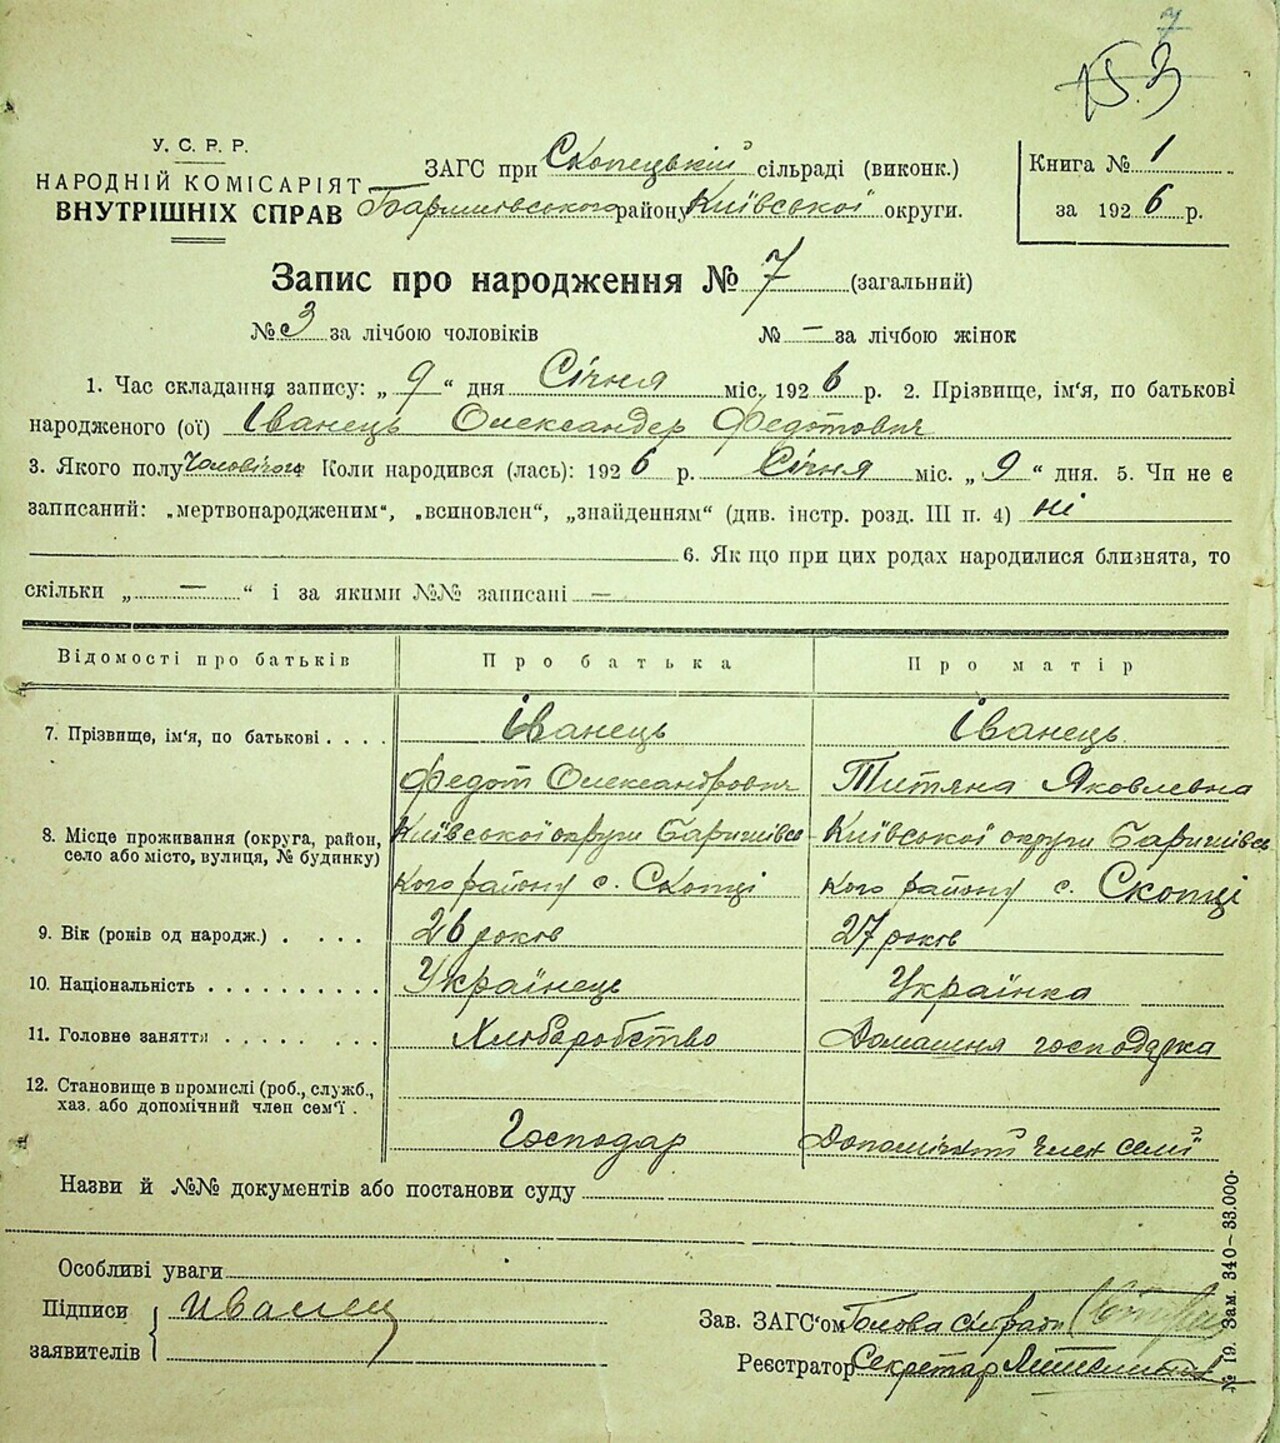 7
У. С. Р. Р.
НАРОДНІЙ КОМІСАРІЯТ
ВНУТРІШНІХ СПРАВ
ЗАГС при Скопецькій сільраді (виконк.)
Баришівського району Київської округи.
Книга № 1
за 1926 р.
Запис про народження № 7 (загальний)
№ 3 за лічбою чоловіків № — за лічбою жінок
1. Час складання запису: „ 9 “ дня Січня міс. 1926 р. 2. Прізвище, ім'я, по батькові
народженого (ої) Іванець Олександер Федотович
3. Якого полу Чоловічого Коли народився (лась): 1926 р. Січня міс. „ 9 “ дня. 5. Чи не є
записаний: „мертвонародженим“, „всиновлен“, „знайденням“ (див. інстр. розд. III п. 4) ні
6. Як що при цих родах народилися близнята, то
скільки „ — “ і за якими №№ записані —
Відомості про батьків Про батька Про матір
7. Прізвище, ім'я, по батькові . . . . Іванець Іванець
Федот Олександрович Титяна Яковлевна
8. Місце проживання (округа, район, село або місто, вулиця, № будинку) Київської округи Баришівсь Київської округи Баришівсь
кого району с. Скопці кого району с. Скопці
9. Вік (років од народж.) . . . . 26 років 27 років
10. Національність . . . . . . . . . . Українець Українка
11. Головне заняття . . . . . . . . Хлібаробство Домашня господарка
12. Становище в промислі (роб., служб., хаз. або допомічний член сем'ї .
Господар Допомічний член семї
Назви й №№ документів або постанови суду
Особливі уваги
Підписи
заявителів
Иванец
Зав. ЗАГС'ом Голова сільради
Реєстратор Секретар
№ 19. Зам. 340—33.000.